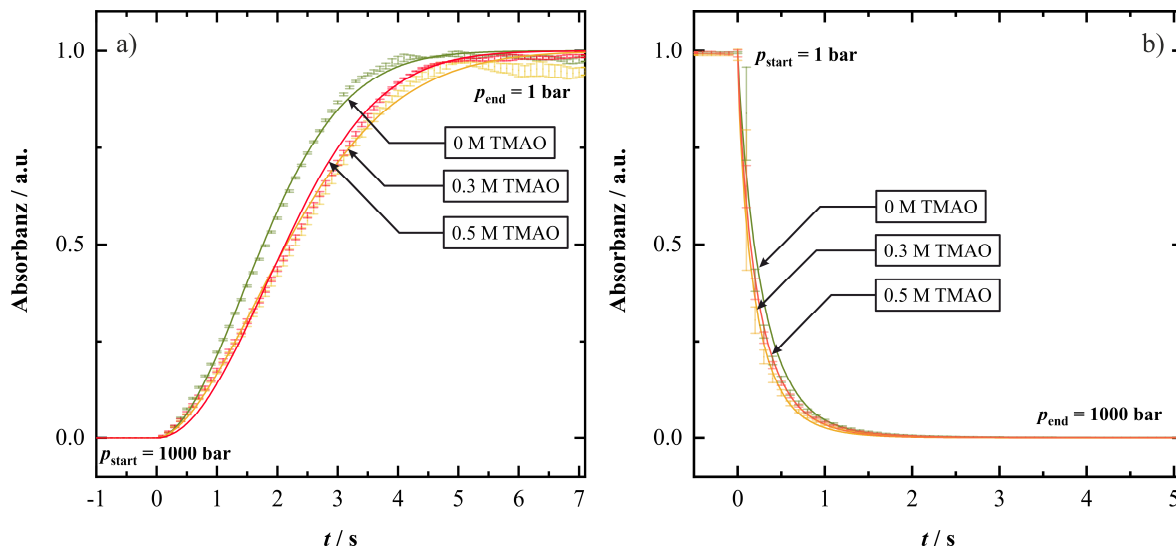 a)
1.0
0.5
0.0
Absorbanz / a.u.
p_end = 1 bar
0 M TMAO
0.3 M TMAO
0.5 M TMAO
p_start = 1000 bar
-1 0 1 2 3 4 5 6 7
t / s
b)
1.0
0.5
0.0
Absorbanz / a.u.
p_start = 1 bar
0 M TMAO
0.3 M TMAO
0.5 M TMAO
p_end = 1000 bar
0 1 2 3 4 5
t / s